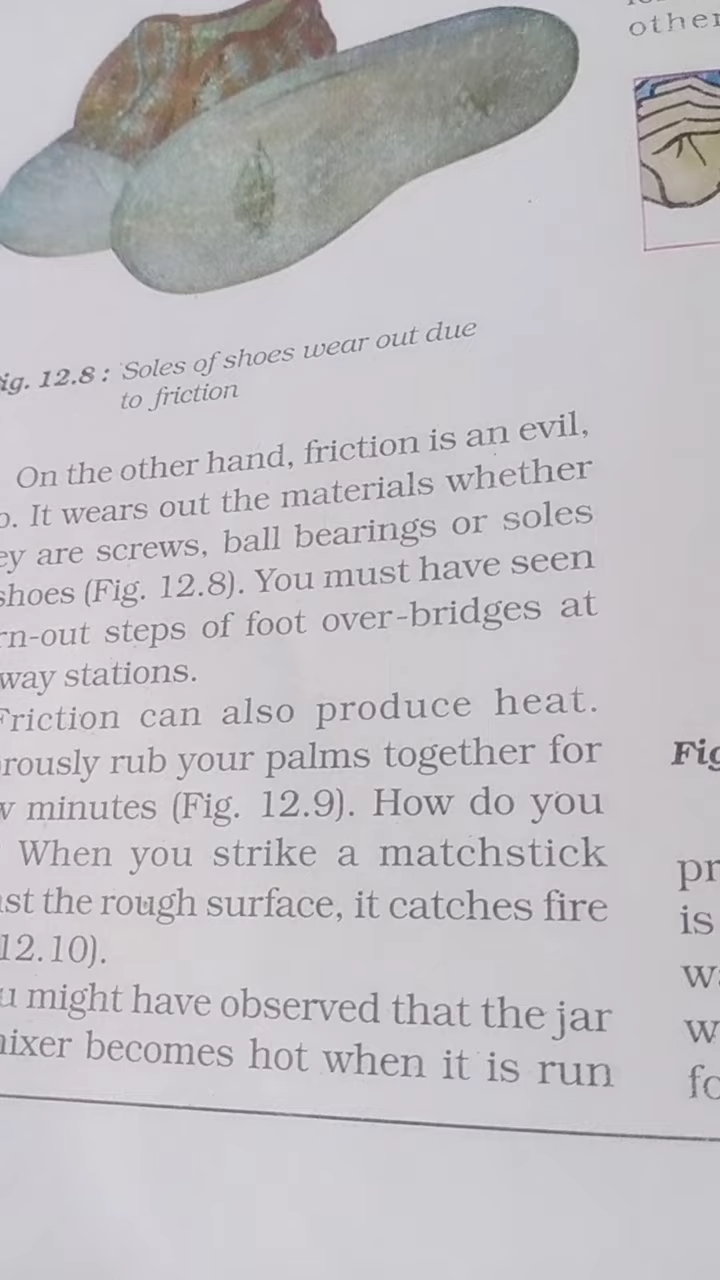 other
ig. 12.8 : Soles of shoes wear out due
to friction
On the other hand, friction is an evil,
o. It wears out the materials whether
ey are screws, ball bearings or soles
shoes (Fig. 12.8). You must have seen
rn-out steps of foot over-bridges at
way stations.
Friction can also produce heat.
rously rub your palms together for
w minutes (Fig. 12.9). How do you
When you strike a matchstick
st the rough surface, it catches fire
12.10).
u might have observed that the jar
ixer becomes hot when it is run
Fig
pr
is
wa
w
fo